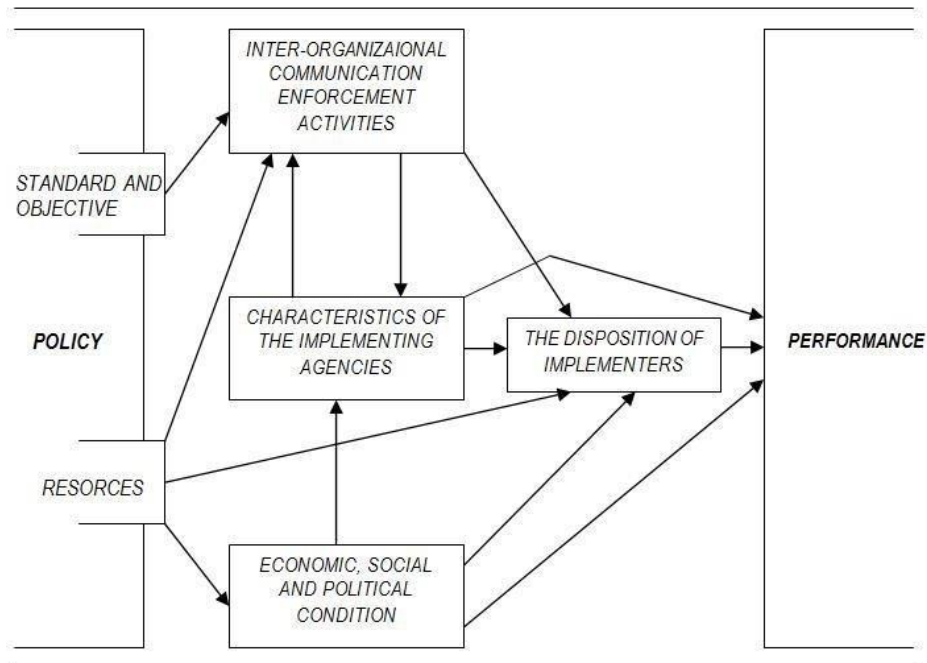 INTER-ORGANIZAIONAL
COMMUNICATION
ENFORCEMENT
ACTIVITIES
STANDARD AND
OBJECTIVE
POLICY
CHARACTERISTICS OF
THE IMPLEMENTING
AGENCIES
THE DISPOSITION OF
IMPLEMENTERS
PERFORMANCE
RESORCES
ECONOMIC, SOCIAL
AND POLITICAL
CONDITION